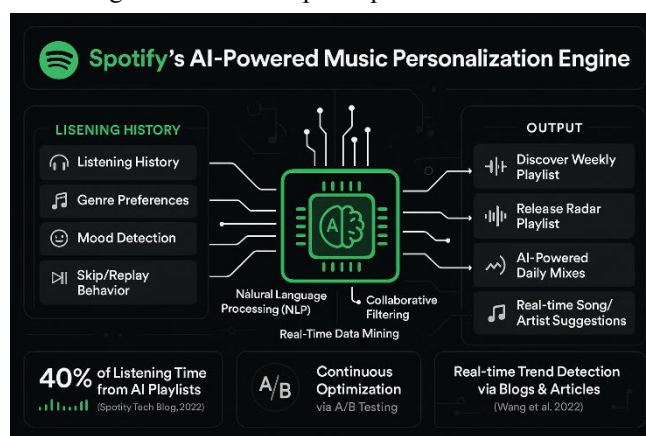 Spotify's AI-Powered Music Personalization Engine
LISENING HISTORY
Listening History
Genre Preferences
Mood Detection
Skip/Replay
Behavior
AI
Nálural Language
Processing (NLP)
Collaborative
Filtering
Real-Time Data Mining
OUTPUT
Discover Weekly
Playlist
Release Radar
Playlist
AI-Powered
Daily Mixes
Real-time Song/
Artist Suggestions
40% of Listening Time
from AI Playlists
(Spotity Tech Blog,2022)
A/B
Continuous
Optimization
via A/B Testing
Real-time Trend Detection
via Blogs & Articles
(Wang et al. 2022)